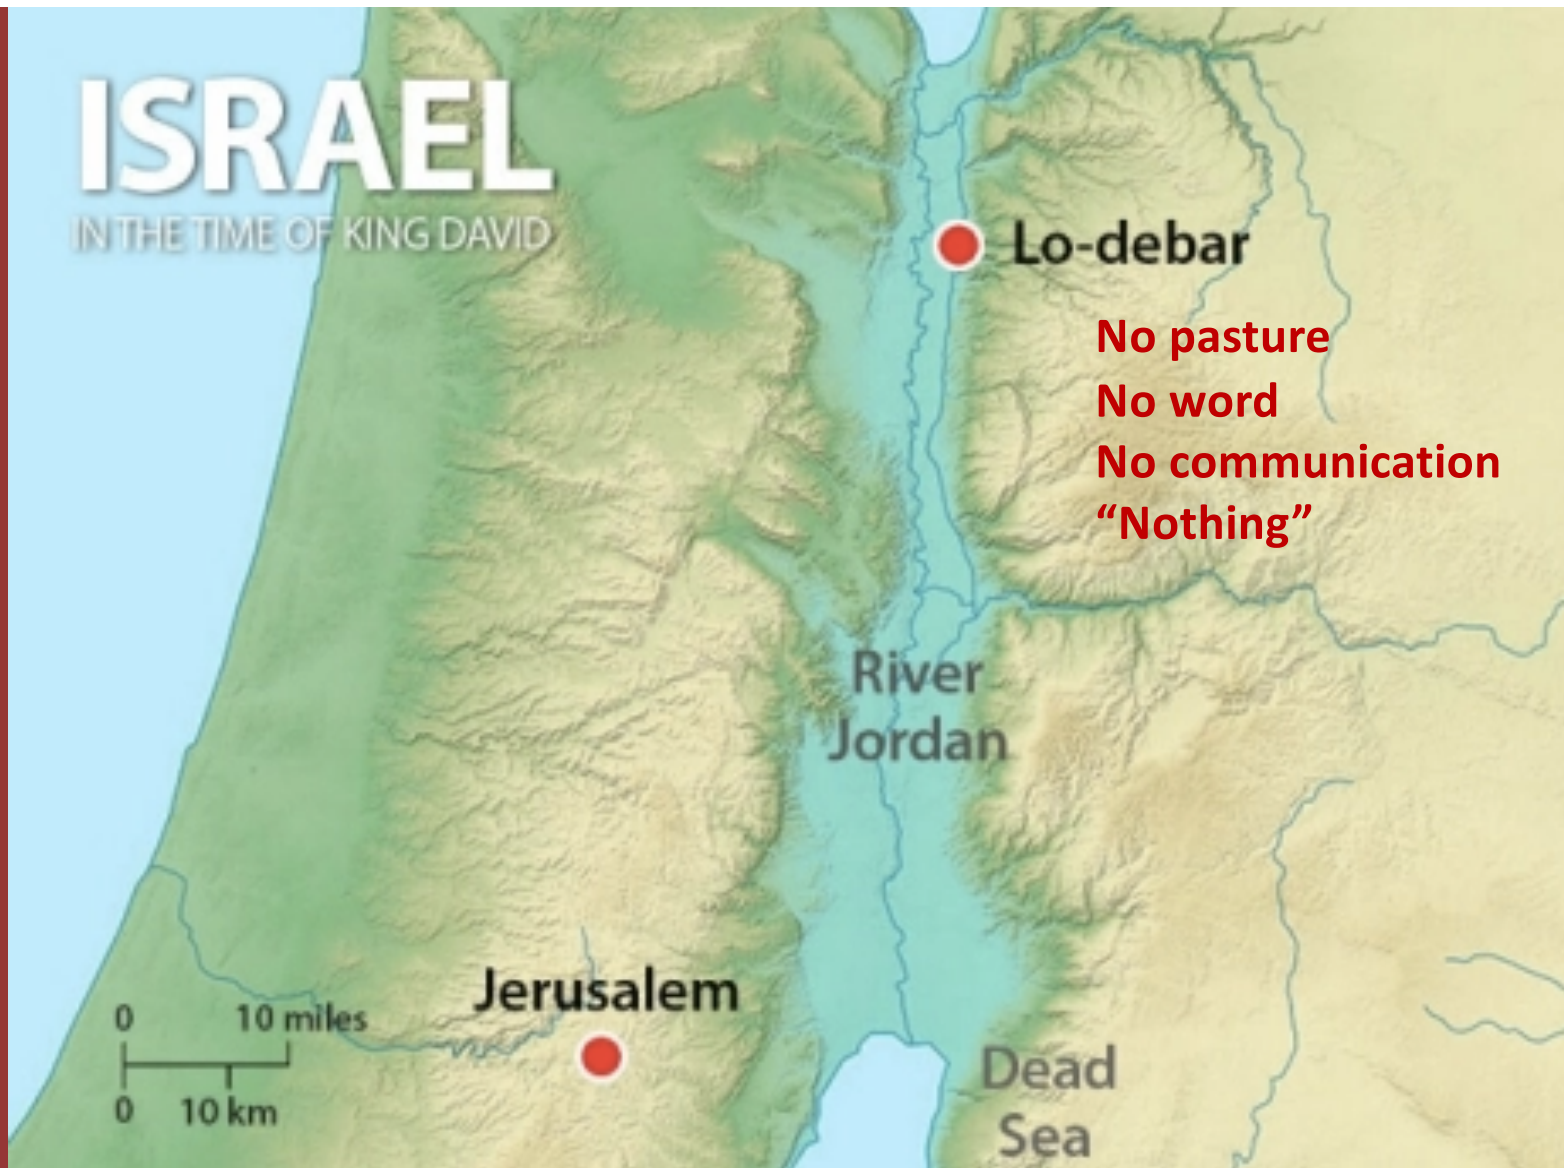 ISRAEL
IN THE TIME OF KING DAVID
Lo-debar
No pasture
No word
No communication
“Nothing”
River
Jordan
Jerusalem
0 10 miles
0 10 km
Dead
Sea